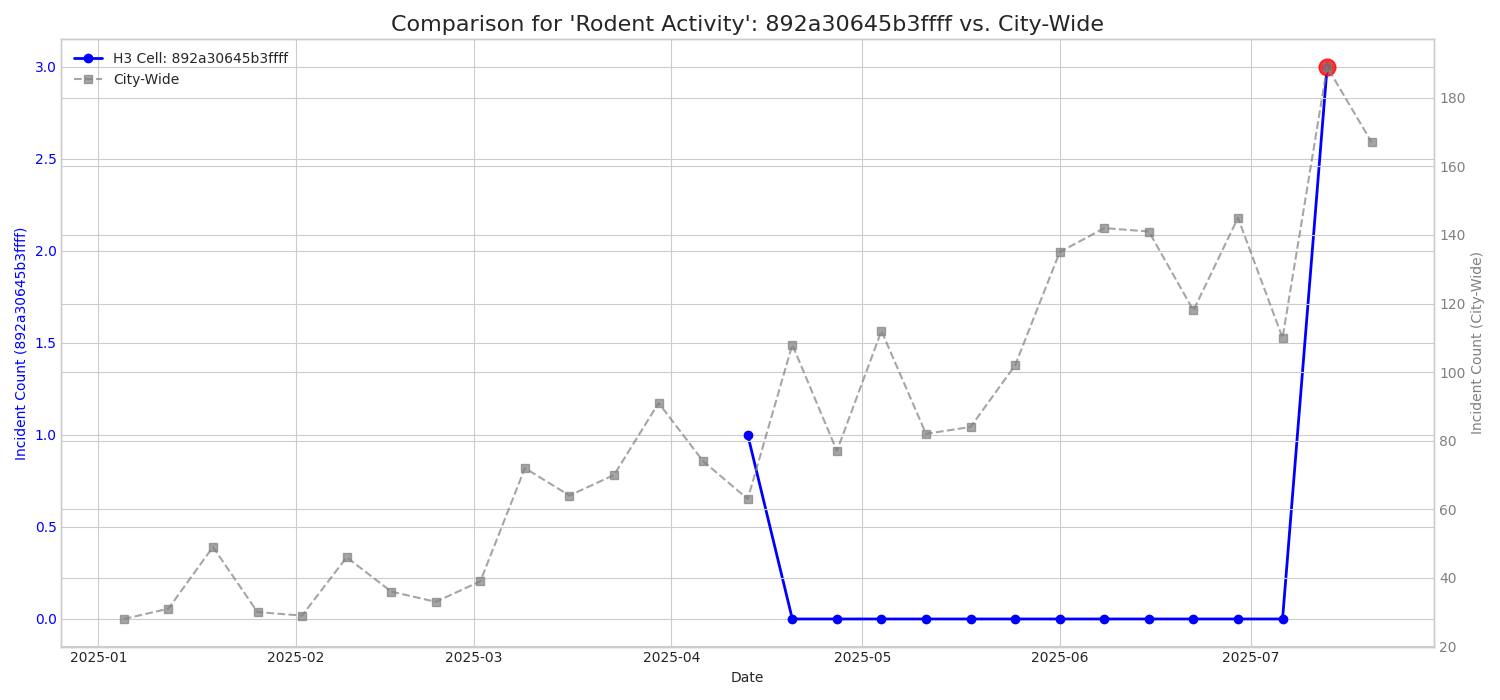 Comparison for 'Rodent Activity': 892a30645b3ffff vs. City-Wide
H3 Cell: 892a30645b3ffff
City-Wide
Incident Count (892a30645b3ffff)
3.0
2.5
2.0
1.5
1.0
0.5
0.0
180
160
140
120
100
80
60
40
20
Incident Count (City-Wide)
2025-01 2025-02 2025-03 2025-04 2025-05 2025-06 2025-07
Date